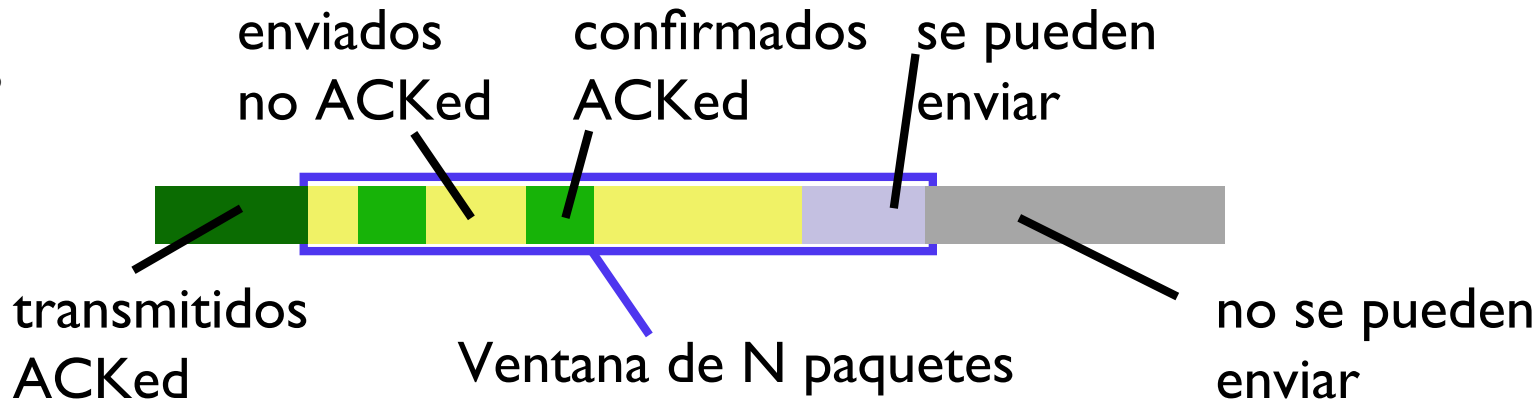 enviados
no ACKed
confirmados
ACKed
se pueden
enviar
transmitidos
ACKed
Ventana de N paquetes
no se pueden
enviar